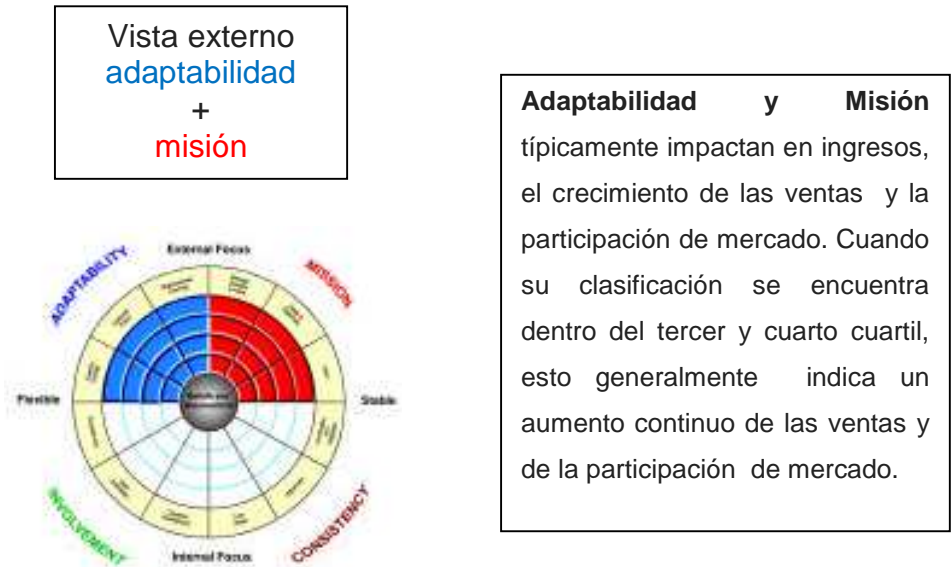 Vista externo
adaptabilidad
+
misión
Adaptabilidad y Misión
típicamente impactan en ingresos,
el crecimiento de las ventas y la
participación de mercado. Cuando
su clasificación se encuentra
dentro del tercer y cuarto cuartil,
esto generalmente indica un
aumento continuo de las ventas y
de la participación de mercado.
External Focus
ADAPTABILITY
MISSION
Flexible
Stable
INVOLVEMENT
CONSISTENCY
Internal Focus